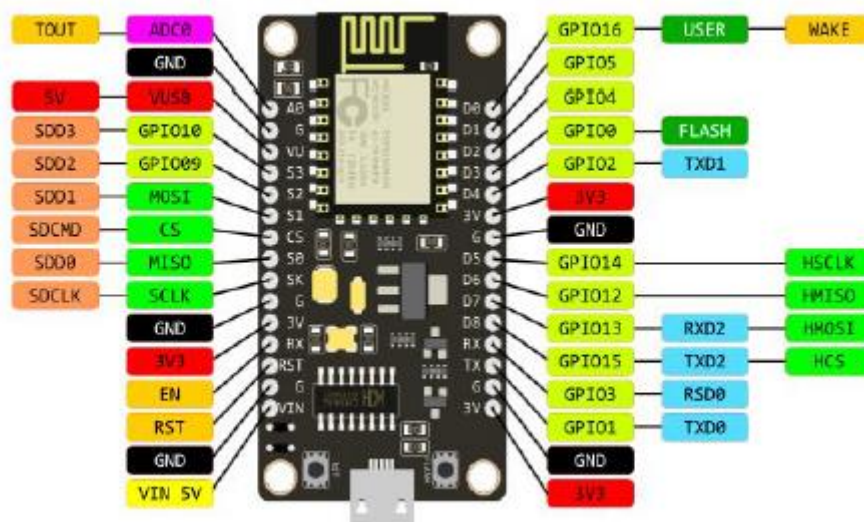 TOUT ADC0
GND
5V VUSB
SDD3 GPIO10
SDD2 GPIO09
SDD1 MOSI
SDCMD CS
SDD0 MISO
SDCLK SCLK
GND
3V3
EN
RST
GND
VIN 5V
A0
G
VU
S3
S2
S1
CS
S0
SK
G
3V
RX
RST
G
VIN
D0
D1
D2
D3
D4
3V
G
D5
D6
D7
D8
RX
TX
G
3V
GPIO16 USER WAKE
GPIO5
GPIO4
GPIO0 FLASH
GPIO2 TXD1
3V3
GND
GPIO14 HSCLK
GPIO12 HMISO
GPIO13 RXD2 HMOSI
GPIO15 TXD2 HCS
GPIO3 RSD0
GPIO1 TXD0
GND
3V3